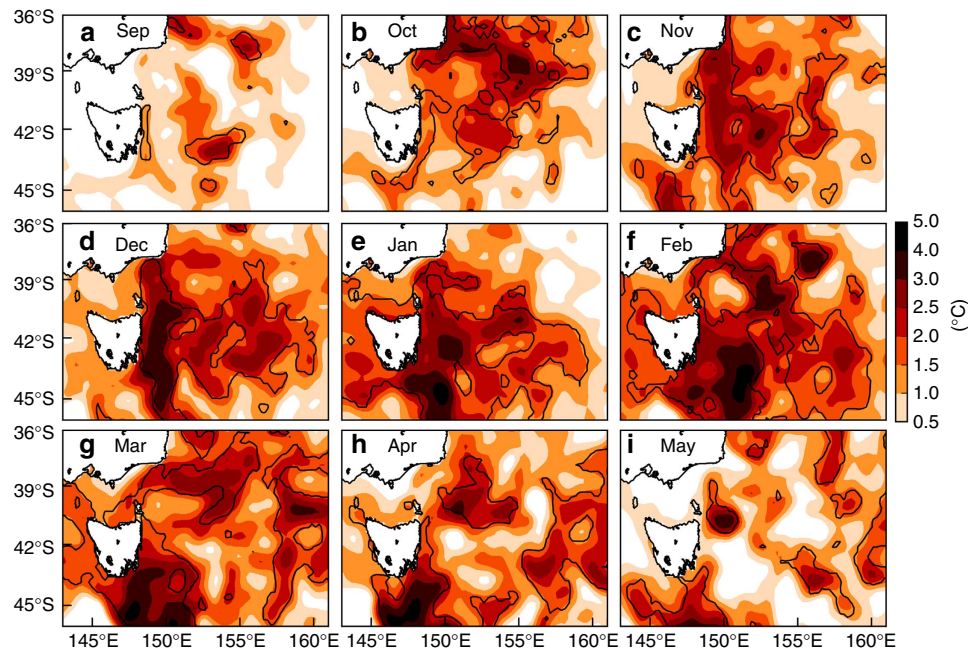 36°S
39°S
42°S
45°S
a Sep
b Oct
c Nov
36°S
39°S
42°S
45°S
d Dec
e Jan
f Feb
5.0
4.0
3.0
2.5
2.0
1.5
1.0
0.5
(°C)
36°S
39°S
42°S
45°S
g Mar
h Apr
i May
145°E 150°E 155°E 160°E 145°E 150°E 155°E 160°E 145°E 150°E 155°E 160°E